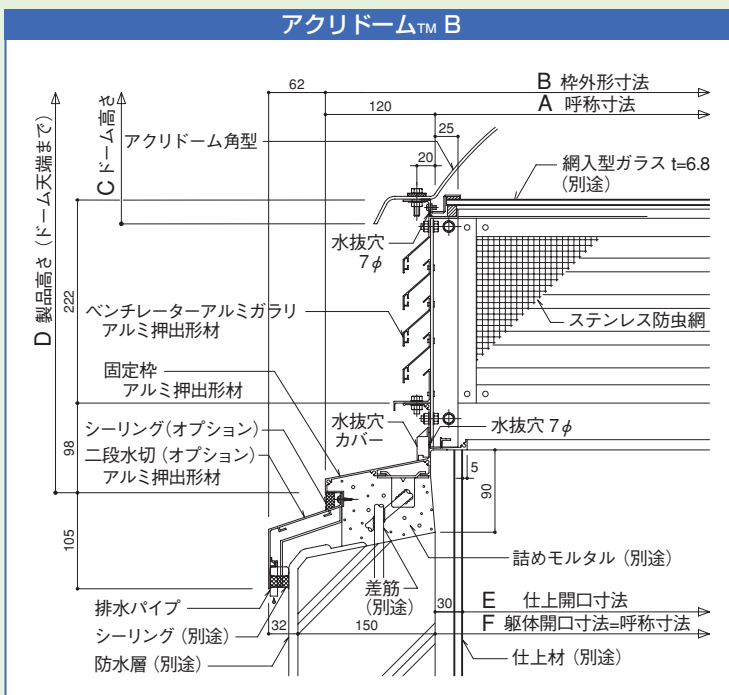 アクリドーム™ B
62
B 枠外形寸法
120
A 呼称寸法
25
20
アクリドーム角型
C ドーム高さ
D 製品高さ（ドーム天端まで）
網入型ガラス t=6.8
（別途）
水抜穴
7φ
222
ベンチレーターアルミガラリ
アルミ押出形材
ステンレス防虫網
固定枠
アルミ押出形材
水抜穴
カバー
水抜穴 7φ
シーリング（オプション）
二段水切（オプション）
アルミ押出形材
98
5
90
105
詰めモルタル（別途）
差筋
（別途）
排水パイプ
シーリング（別途）
防水層（別途）
32
150
30
E 仕上開口寸法
F 躯体開口寸法=呼称寸法
仕上材（別途）